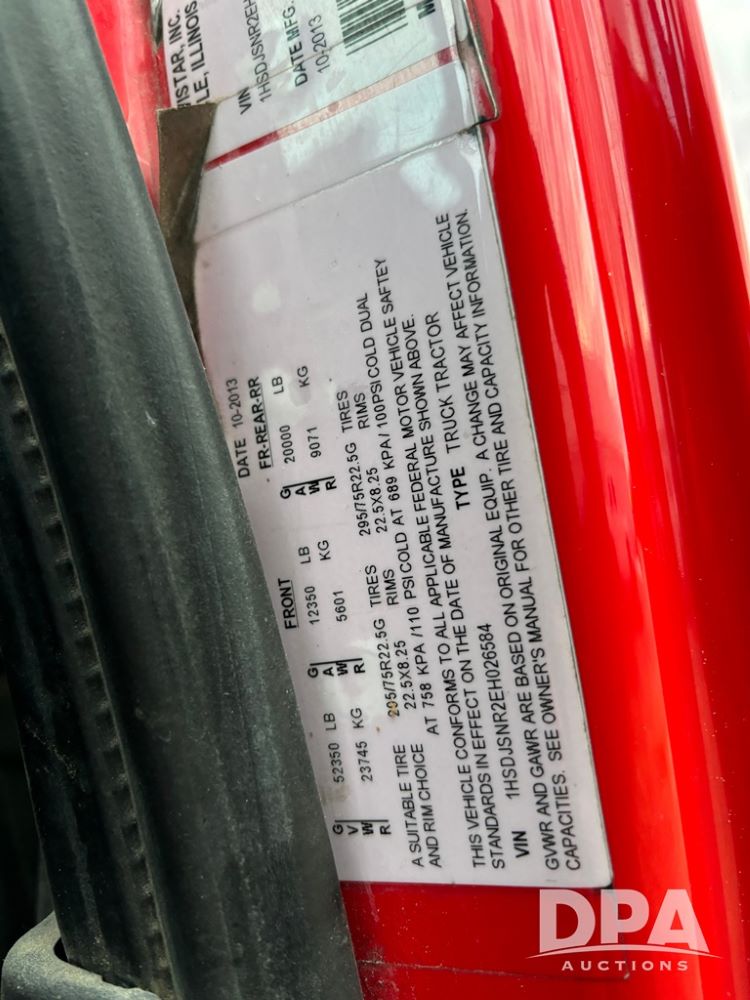 VISTAR, INC.
LE, ILLINOIS
VIN
1HSDJSNR2EH
DATE MFG.
10-2013
DATE 10-2013
FRONT FR-REAR-RR
GVWR 52350 LB GAWR 12350 LB GAWR 20000 LB
23745 KG 5601 KG 9071 KG
A SUITABLE TIRE 295/75R22.5G TIRES 295/75R22.5G TIRES
AND RIM CHOICE 22.5X8.25 RIMS 22.5X8.25 RIMS
AT 758 KPA /110 PSI COLD AT 689 KPA/ 100PSI COLD DUAL
THIS VEHICLE CONFORMS TO ALL APPLICABLE FEDERAL MOTOR VEHICLE SAFTEY
STANDARDS IN EFFECT ON THE DATE OF MANUFACTURE SHOWN ABOVE.
VIN 1HSDJSNR2EH026584 TYPE TRUCK TRACTOR
GVWR AND GAWR ARE BASED ON ORIGINAL EQUIP. A CHANGE MAY AFFECT VEHICLE
CAPACITIES. SEE OWNER'S MANUAL FOR OTHER TIRE AND CAPACITY INFORMATION.
DPA
AUCTIONS